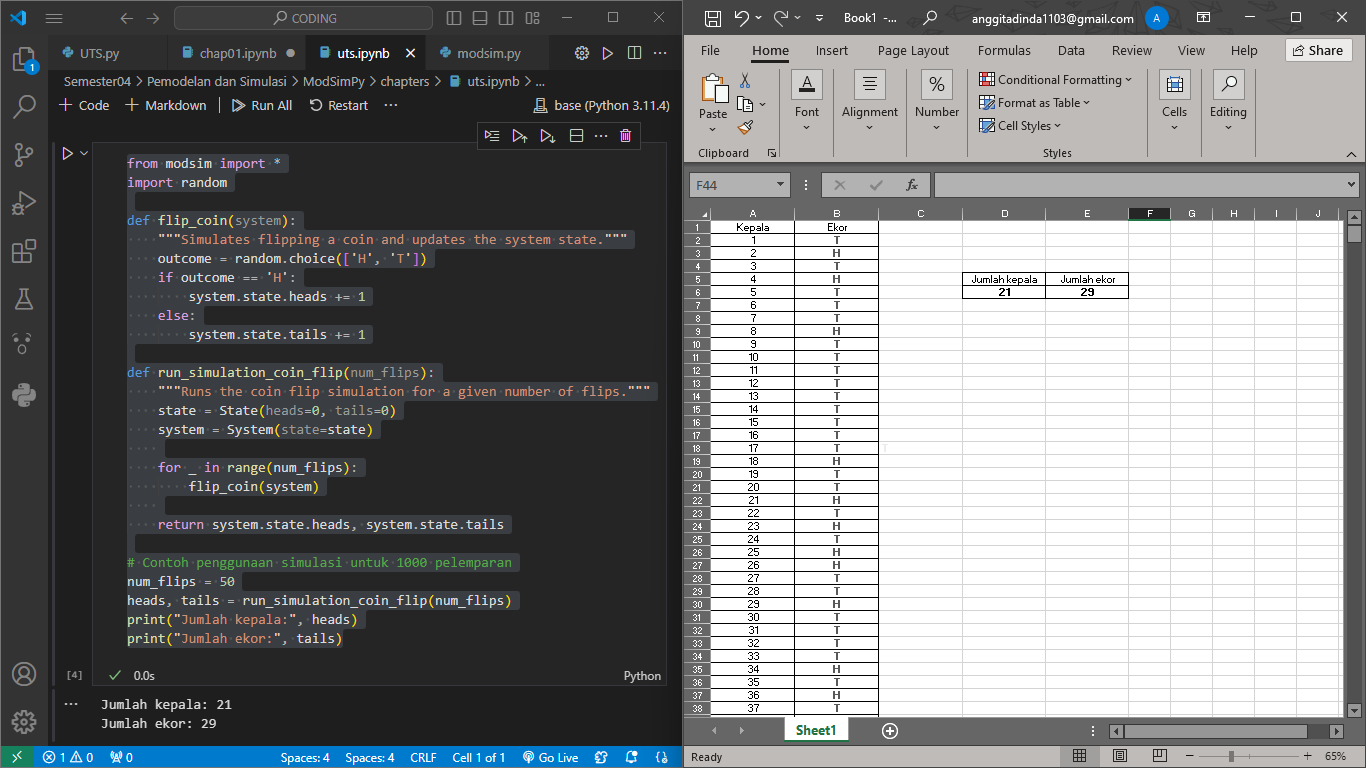 CODING
UTS.py
chap01.ipynb
uts.ipynb
modsim.py
Semester04 > Pemodelan dan Simulasi > ModSimPy > chapters > uts.ipynb > ...
+ Code + Markdown | Run All Restart ...
base (Python 3.11.4)
1
from modsim import *
import random
def flip_coin(system):
"""Simulates flipping a coin and updates the system state."""
outcome = random.choice(['H', 'T'])
if outcome == 'H':
system.state.heads += 1
else:
system.state.tails += 1
def run_simulation_coin_flip(num_flips):
"""Runs the coin flip simulation for a given number of flips."""
state = State(heads=0, tails=0)
system = System(state=state)
for _ in range(num_flips):
flip_coin(system)
return system.state.heads, system.state.tails
# Contoh penggunaan simulasi untuk 1000 pelemparan
num_flips = 50
heads, tails = run_simulation_coin_flip(num_flips)
print("Jumlah kepala:", heads)
print("Jumlah ekor:", tails)
[4] 0.0s Python
... Jumlah kepala: 21
Jumlah ekor: 29
1 0 0 Spaces: 4 Spaces: 4 CRLF Cell 1 of 1 Go Live
Book1 -... anggitadinda1103@gmail.com A
File Home Insert Page Layout Formulas Data Review View Help Share
Paste
Clipboard
Font
Alignment
Number
Conditional Formatting
Format as Table
Cell Styles
Styles
Cells
Editing
F44 fx
A B C D E F G H I J
1 Kepala Ekor
2 1 T
3 2 H
4 3 T
5 4 H Jumlah kepala Jumlah ekor
6 5 T 21 29
7 6 T
8 7 T
9 8 H
10 9 T
11 10 T
12 11 T
13 12 T
14 13 T
15 14 T
16 15 T
17 16 T
18 17 T T
19 18 H
20 19 T
21 20 T
22 21 H
23 22 T
24 23 H
25 24 T
26 25 H
27 26 H
28 27 T
29 28 T
30 29 H
31 30 T
32 31 T
33 32 T
34 33 T
35 34 H
36 35 T
37 36 H
38 37 T
Sheet1
Ready 65%